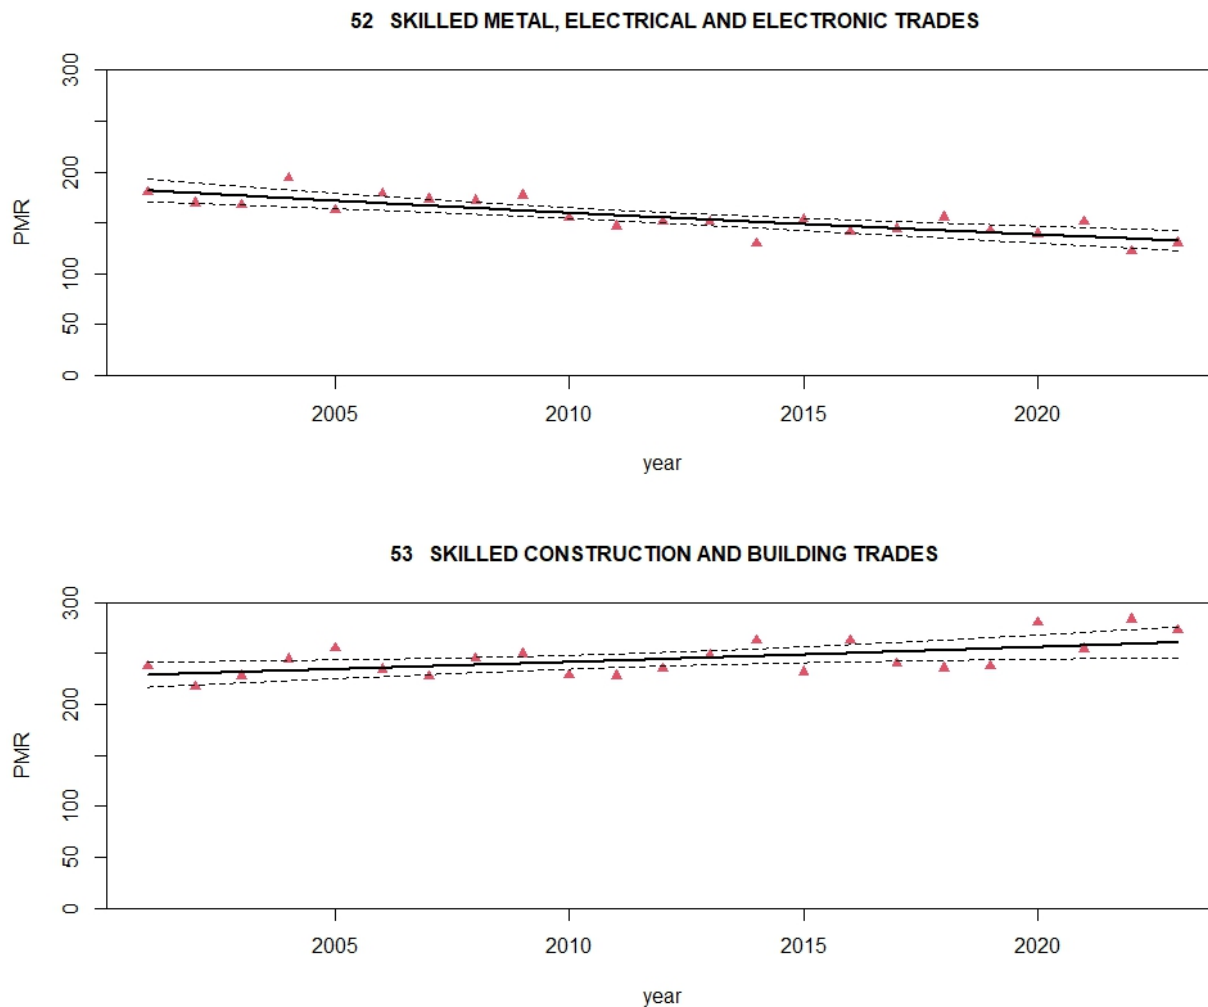 52 SKILLED METAL, ELECTRICAL AND ELECTRONIC TRADES
300
200
100
50
0
PMR
2005 2010 2015 2020
year
53 SKILLED CONSTRUCTION AND BUILDING TRADES
300
200
100
50
0
PMR
2005 2010 2015 2020
year